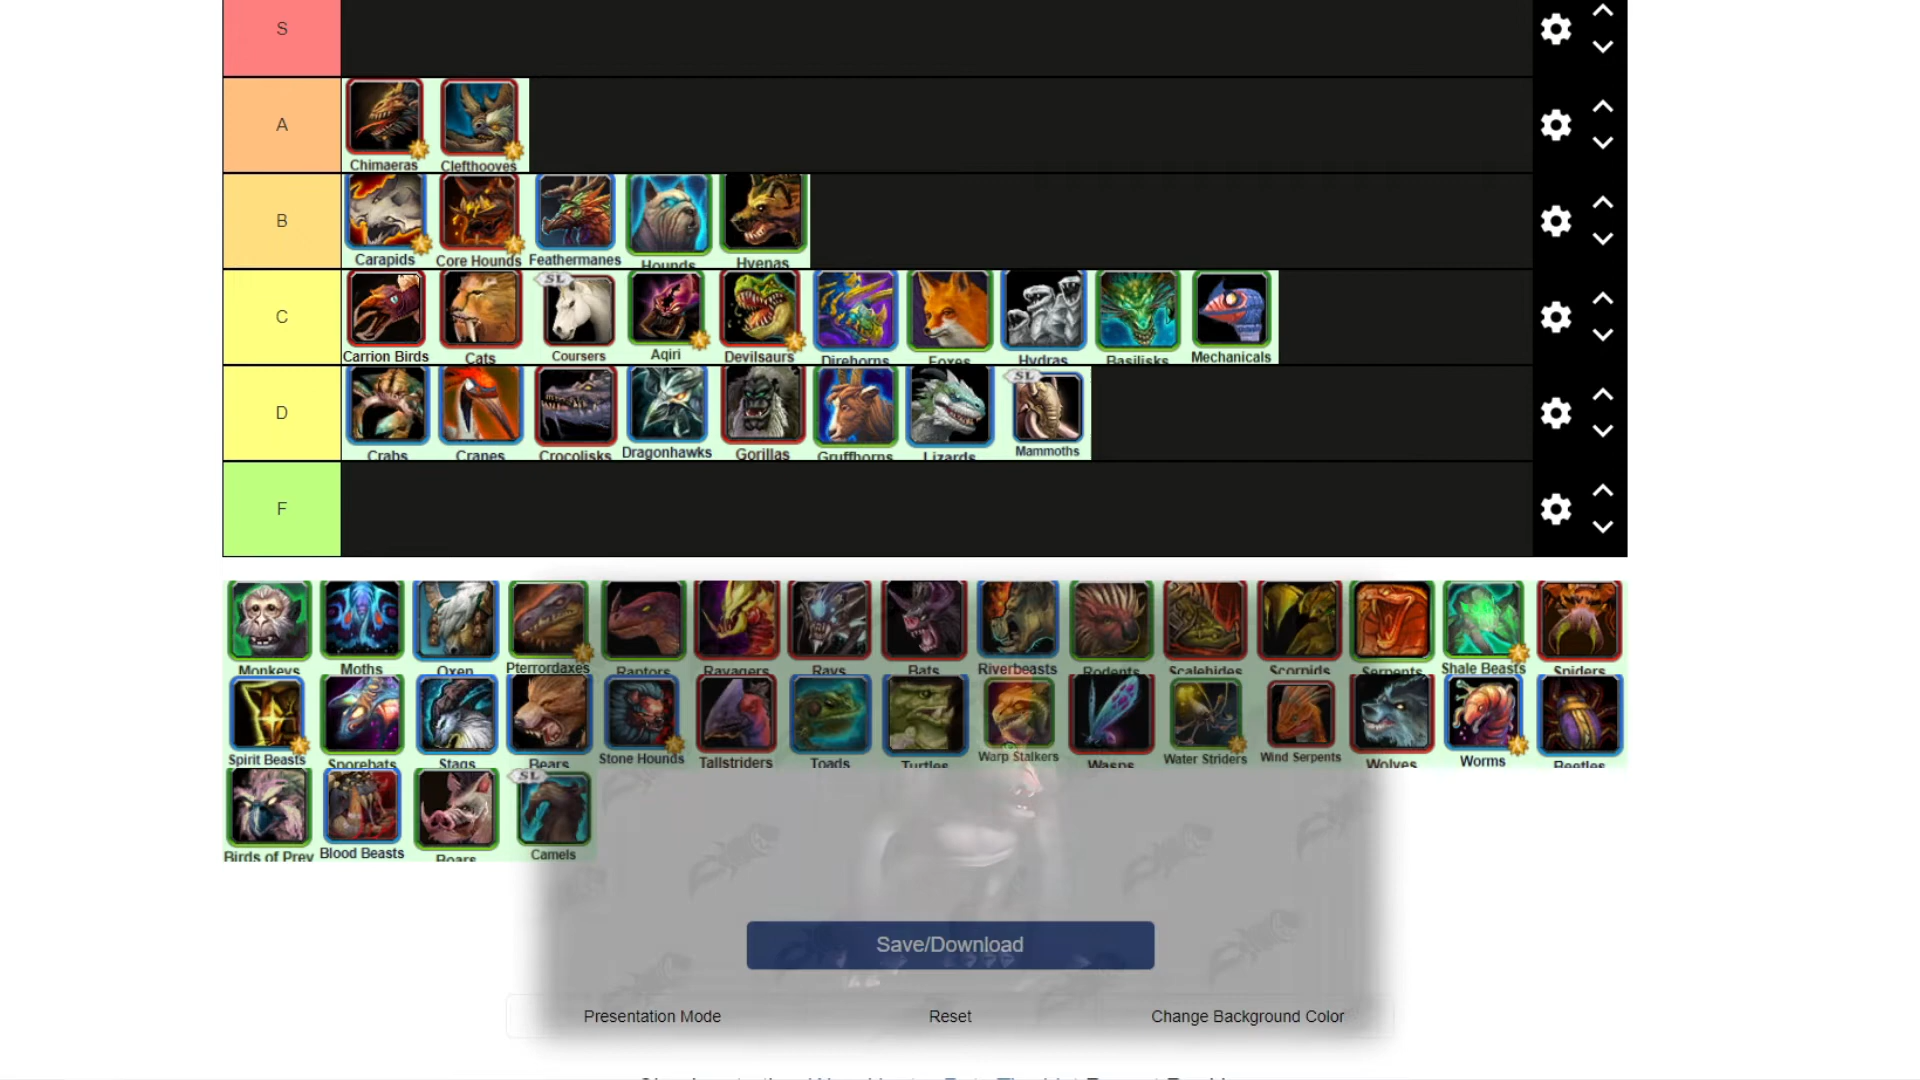 S
A
Chimaeras Clefthooves
B
Carapids Core Hounds Feathermanes Hounds Hyenas
C
SL
Carrion Birds Cats Coursers Aqiri Devilsaurs Direhorns Foxes Hydras Basilisks Mechanicals
D
SL
Crabs Cranes Crocolisks Dragonhawks Gorillas Gruffhorns Lizards Mammoths
F
Monkeys Moths Oxen Pterrordaxes Raptors Ravagers Rays Bats Riverbeasts Rodents Scalehides Scorpids Serpents Shale Beasts Spiders
Spirit Beasts Sporebats Stags Bears Stone Hounds Tallstriders Toads Turtles Warp Stalkers Wasps Water Striders Wind Serpents Wolves Worms Beetles
SL
Birds of Prey Blood Beasts Boars Camels
Save/Download
Presentation Mode Reset Change Background Color